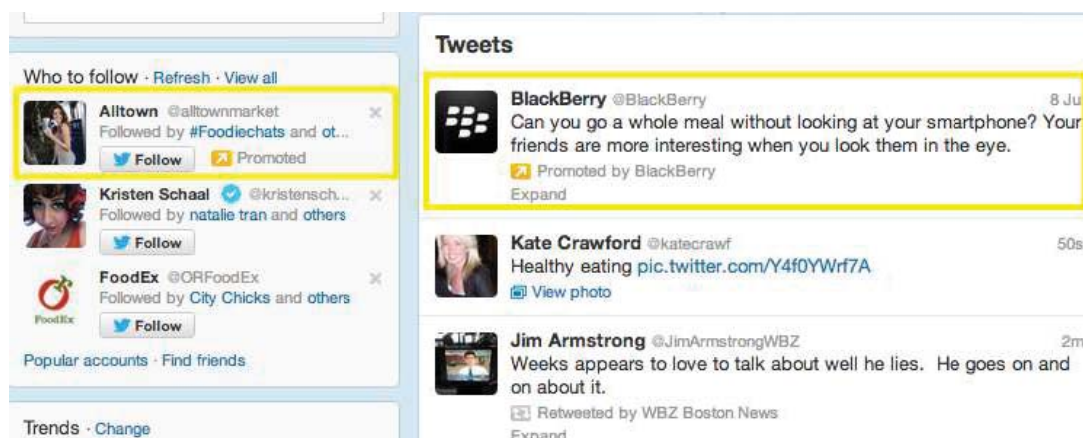 Who to follow · Refresh · View all
Alltown @alltownmarket
Followed by #Foodiechats and ot...
Follow Promoted
Kristen Schaal @kristensch...
Followed by natalie tran and others
Follow
FoodEx @ORFoodEx
Followed by City Chicks and others
FoodEx
Follow
Popular accounts · Find friends
Trends · Change
Tweets
BlackBerry @BlackBerry 8 Jul
Can you go a whole meal without looking at your smartphone? Your
friends are more interesting when you look them in the eye.
Promoted by BlackBerry
Expand
Kate Crawford @katecrawf 50s
Healthy eating pic.twitter.com/Y4f0YWrf7A
View photo
Jim Armstrong @JimArmstrongWBZ 2m
Weeks appears to love to talk about well he lies. He goes on and
on about it.
Retweeted by WBZ Boston News
Expand